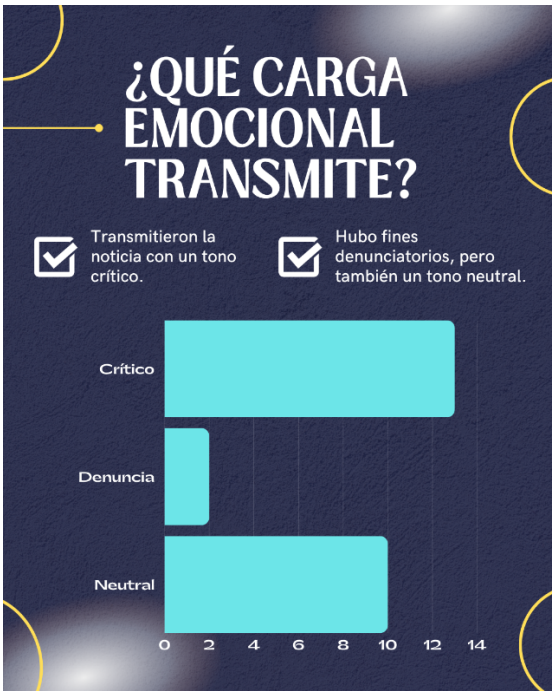 ¿QUÉ CARGA
EMOCIONAL
TRANSMITE?
Transmitieron la
noticia con un tono
crítico.
Hubo fines
denunciatorios, pero
también un tono neutral.
Crítico
Denuncia
Neutral
0 2 4 6 8 10 12 14